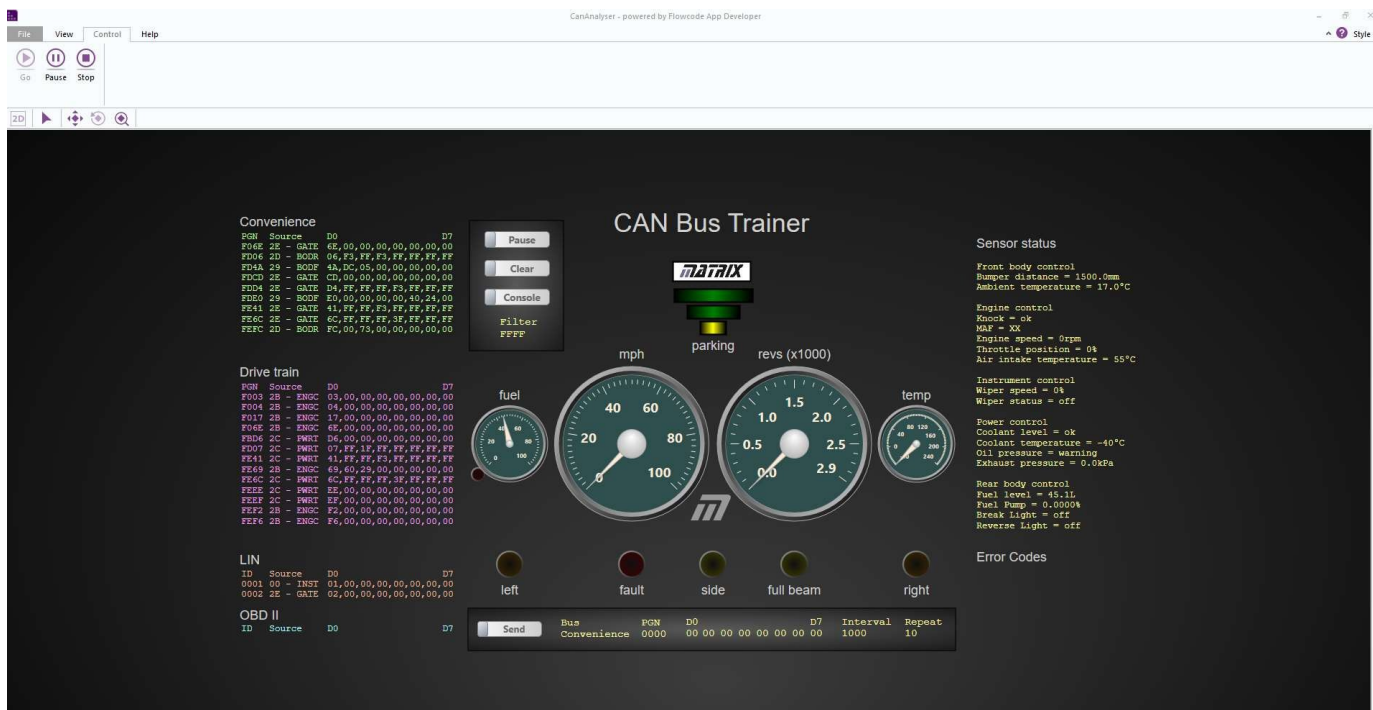 CanAnalyser - powered by Flowcode App Developer
File View Control Help
Style
Go Pause Stop
2D
CAN Bus Trainer
MATRIX
parking
Convenience
PGN Source D0 D7
F06E 2E - GATE 6E,00,00,00,00,00,00,00
FD06 2D - BODR 06,F3,FF,F3,FF,FF,FF,FF
FD4A 29 - BODF 4A,DC,05,00,00,00,00,00
FDCD 2E - GATE CD,00,00,00,00,00,00,00
FDD4 2E - GATE D4,FF,FF,FF,F3,FF,FF,FF
FDE0 29 - BODF E0,00,00,00,00,40,24,00
FE41 2E - GATE 41,FF,FF,F3,FF,FF,FF,FF
FE6C 2E - GATE 6C,FF,FF,FF,3F,FF,FF,FF
FEFC 2D - BODR FC,00,73,00,00,00,00,00
Pause
Clear
Console
Filter
FFFF
Drive train
PGN Source D0 D7
F003 2B - ENGC 03,00,00,00,00,00,00,00
F004 2B - ENGC 04,00,00,00,00,00,00,00
F017 2B - ENGC 17,00,00,00,00,00,00,00
F06E 2B - ENGC 6E,00,00,00,00,00,00,00
FBD6 2C - PWRT D6,00,00,00,00,00,00,00
FD07 2C - PWRT 07,FF,1F,FF,FF,FF,FF,FF
FE41 2C - PWRT 41,FF,FF,F3,FF,FF,FF,FF
FE69 2B - ENGC 69,60,29,00,00,00,00,00
FE6C 2C - PWRT 6C,FF,FF,FF,3F,FF,FF,FF
FEEE 2C - PWRT EE,00,00,00,00,00,00,00
FEEF 2C - PWRT EF,00,00,00,00,00,00,00
FEF2 2B - ENGC F2,00,00,00,00,00,00,00
FEF6 2B - ENGC F6,00,00,00,00,00,00,00
LIN
ID Source D0 D7
0001 00 - INST 01,00,00,00,00,00,00,00
0002 2E - GATE 02,00,00,00,00,00,00,00
OBD II
ID Source D0 D7
fuel
0 20 40 60 80 100
mph
0 20 40 60 80 100
revs (x1000)
0.0 0.5 1.0 1.5 2.0 2.5 2.9
temp
40 80 120 160 200 240
left
fault
side
full beam
right
Send
Bus PGN D0 D7 Interval Repeat
Convenience 0000 00 00 00 00 00 00 00 00 1000 10
Sensor status
Front body control
Bumper distance = 1500.0mm
Ambient temperature = 17.0°C
Engine control
Knock = ok
MAF = XX
Engine speed = 0rpm
Throttle position = 0%
Air intake temperature = 55°C
Instrument control
Wiper speed = 0%
Wiper status = off
Power control
Coolant level = ok
Coolant temperature = -40°C
Oil pressure = warning
Exhaust pressure = 0.0kPa
Rear body control
Fuel level = 45.1L
Fuel Pump = 0.0000%
Break Light = off
Reverse Light = off
Error Codes